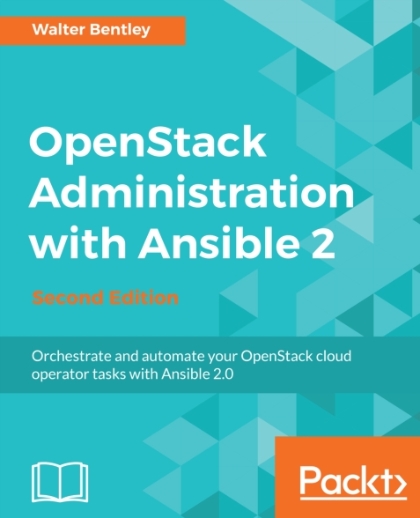 Walter Bentley
OpenStack
Administration
with Ansible 2
Second Edition
Orchestrate and automate your OpenStack cloud
operator tasks with Ansible 2.0
Packt>